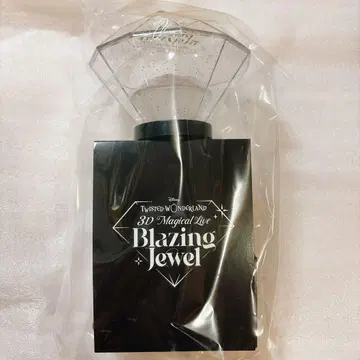 Disney
Twisted Wonderland
3D Magical Live
Blazing
Jewel